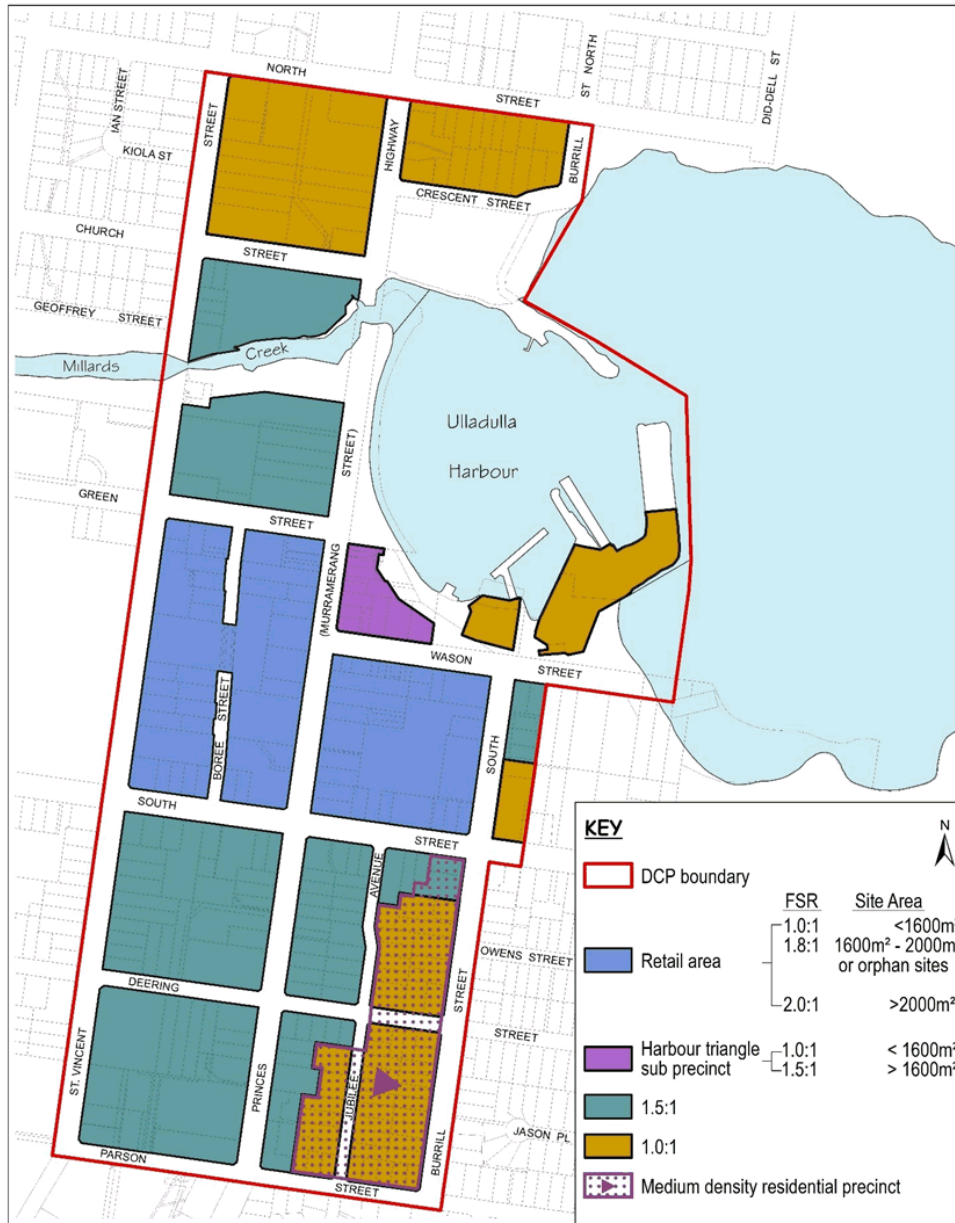 NORTH
STREET
ST NORTH
DID-DELL ST
IAN STREET
KIOLA ST
STREET
HIGHWAY
BURRILL
CRESCENT STREET
CHURCH
STREET
GEOFFREY STREET
Millards
Creek
Ulladulla
Harbour
STREET)
GREEN
STREET
(MURRAMERANG
WASON
STREET
BOREE STREET
SOUTH
SOUTH
STREET
AVENUE
OWENS STREET
DEERING
STREET
STREET
ST. VINCENT
PRINCES
JUBILEE
JASON PL
BURRILL
PARSON
STREET
KEY
N
DCP boundary
FSR Site Area
1.0:1 <1600m²
1.8:1 1600m² - 2000m
or orphan sites
Retail area
2.0:1 >2000m²
Harbour triangle
sub precinct
1.0:1 < 1600m²
1.5:1 > 1600m²
1.5:1
1.0:1
Medium density residential precinct